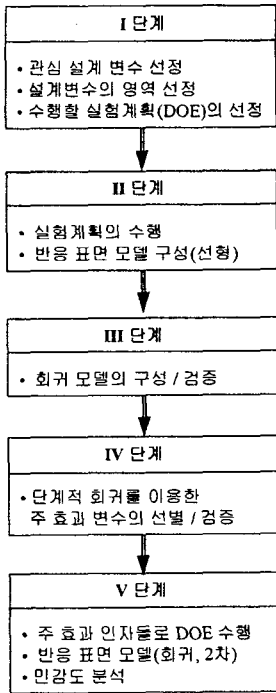 I 단계
• 관심 설계 변수 선정
• 설계변수의 영역 선정
• 수행할 실험계획(DOE)의 선정
II 단계
• 실험계획의 수행
• 반응 표면 모델 구성(선형)
III 단계
• 회귀 모델의 구성 / 검증
IV 단계
• 단계적 회귀를 이용한
주 효과 변수의 선별 / 검증
V 단계
• 주 효과 인자들로 DOE 수행
• 반응 표면 모델(회귀, 2차)
• 민감도 분석